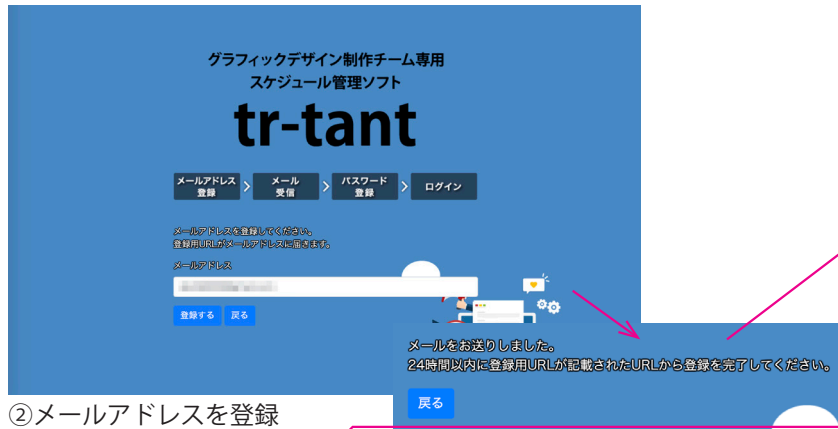 グラフィックデザイン制作チーム専用
スケジュール管理ソフト
tr-tant
メールアドレス
登録
>
メール
受信
>
パスワード
登録
>
ログイン
メールアドレスを登録してください。
登録用URLがメールアドレスに届きます。
メールアドレス
登録する
戻る
メールをお送りしました。
24時間以内に登録用URLが記載されたURLから登録を完了してください。
戻る
②メールアドレスを登録